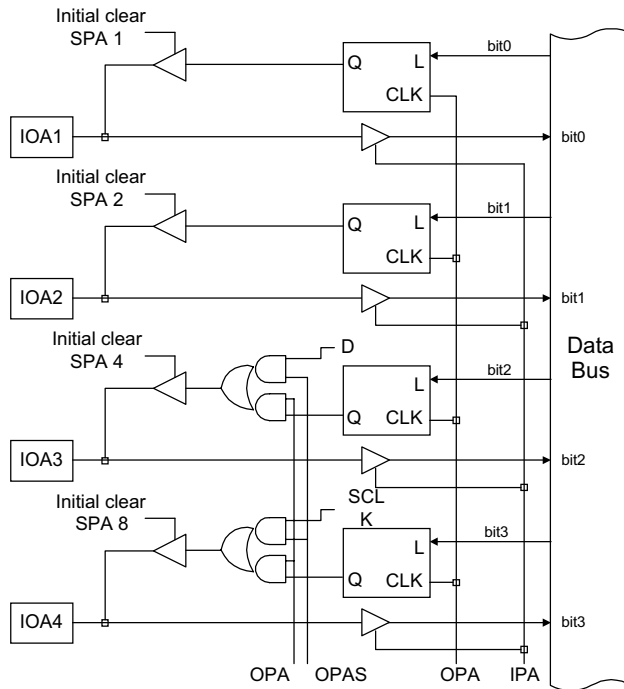 Initial clear
SPA 1
Q
L
CLK
bit0
IOA1
bit0
Initial clear
SPA 2
Q
L
CLK
bit1
IOA2
bit1
Initial clear
SPA 4
D
Q
L
CLK
bit2
Data
Bus
IOA3
bit2
Initial clear
SPA 8
SCL
K
Q
L
CLK
bit3
IOA4
bit3
OPA
OPAS
OPA
IPA